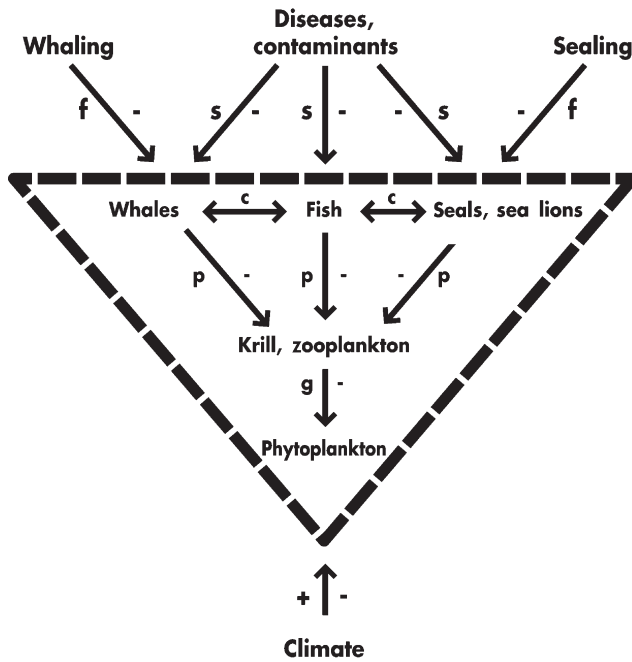 Diseases,
Whaling contaminants Sealing
f - s - s - - s - f
Whales c Fish c Seals, sea lions
p - p - - p
Krill, zooplankton
g -
Phytoplankton
+ -
Climate